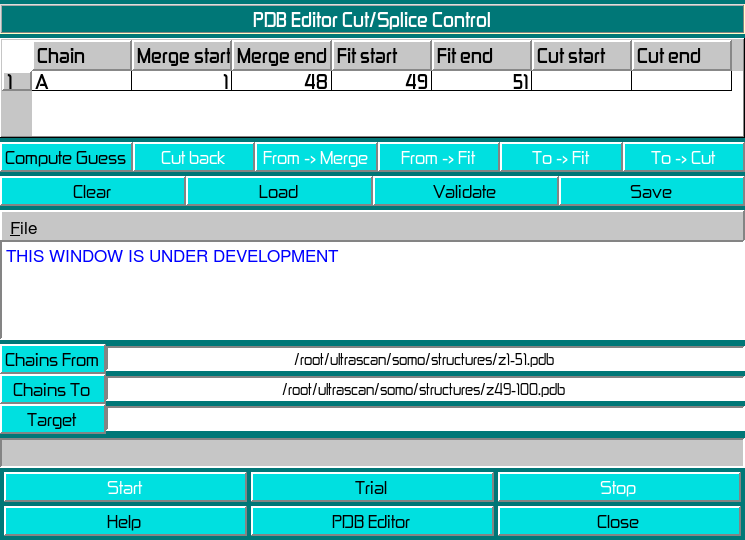 PDB Editor Cut/Splice Control
Chain Merge start Merge end Fit start Fit end Cut start Cut end
1 A 1 48 49 51
Compute Guess Cut back From -> Merge From -> Fit To -> Fit To -> Cut
Clear Load Validate Save
File
THIS WINDOW IS UNDER DEVELOPMENT
Chains From /root/ultrascan/somo/structures/z1-51.pdb
Chains To /root/ultrascan/somo/structures/z49-100.pdb
Target
Start Trial Stop
Help PDB Editor Close